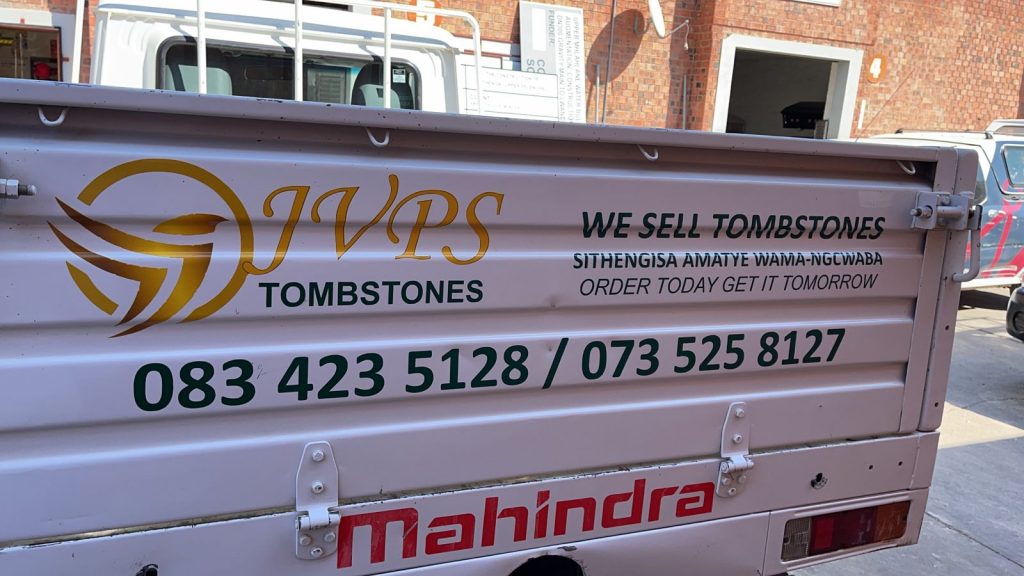 JVPS
TOMBSTONES
WE SELL TOMBSTONES
SITHENGISA AMATYE WAMA-NGCWABA
ORDER TODAY GET IT TOMORROW
083 423 5128 / 073 525 8127
Mahindra
4